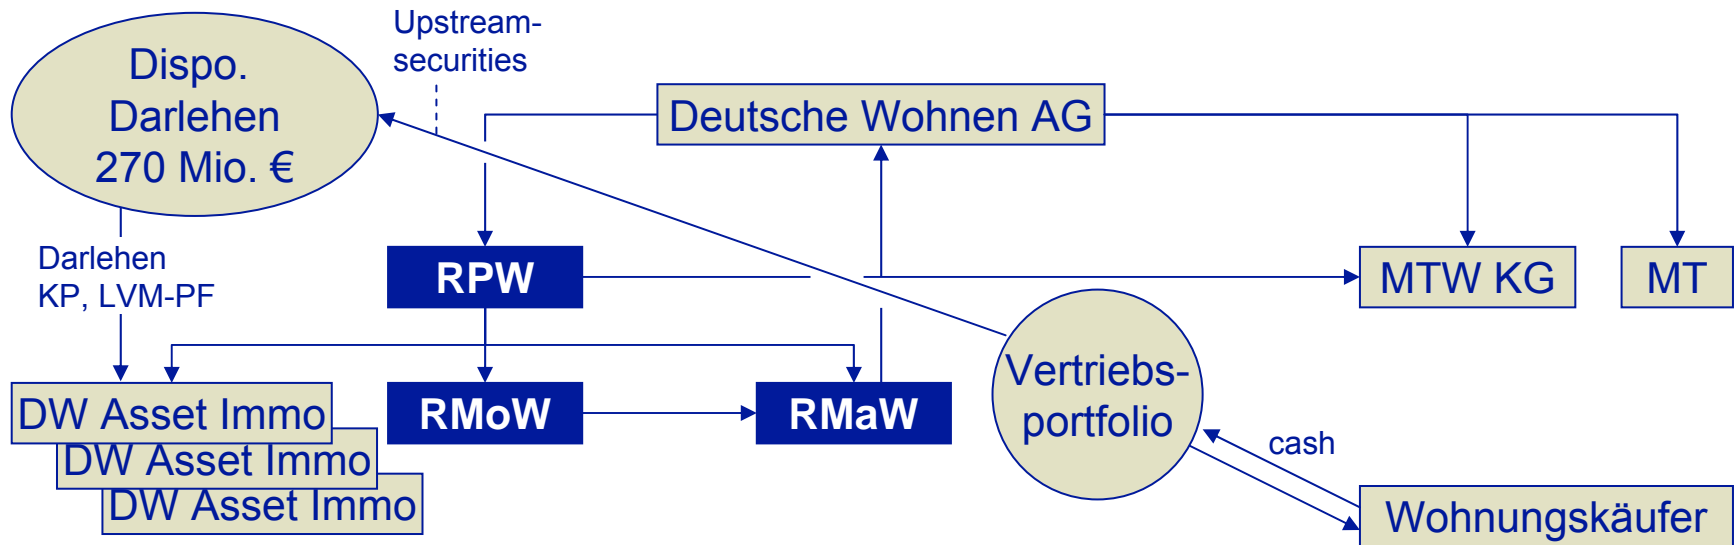 Upstream-
securities
Dispo.
Darlehen
270 Mio. €
Deutsche Wohnen AG
Darlehen
KP, LVM-PF
RPW
MTW KG
MT
Vertriebs-
portfolio
DW Asset Immo
RMoW
RMaW
DW Asset Immo
DW Asset Immo
cash
Wohnungskäufer